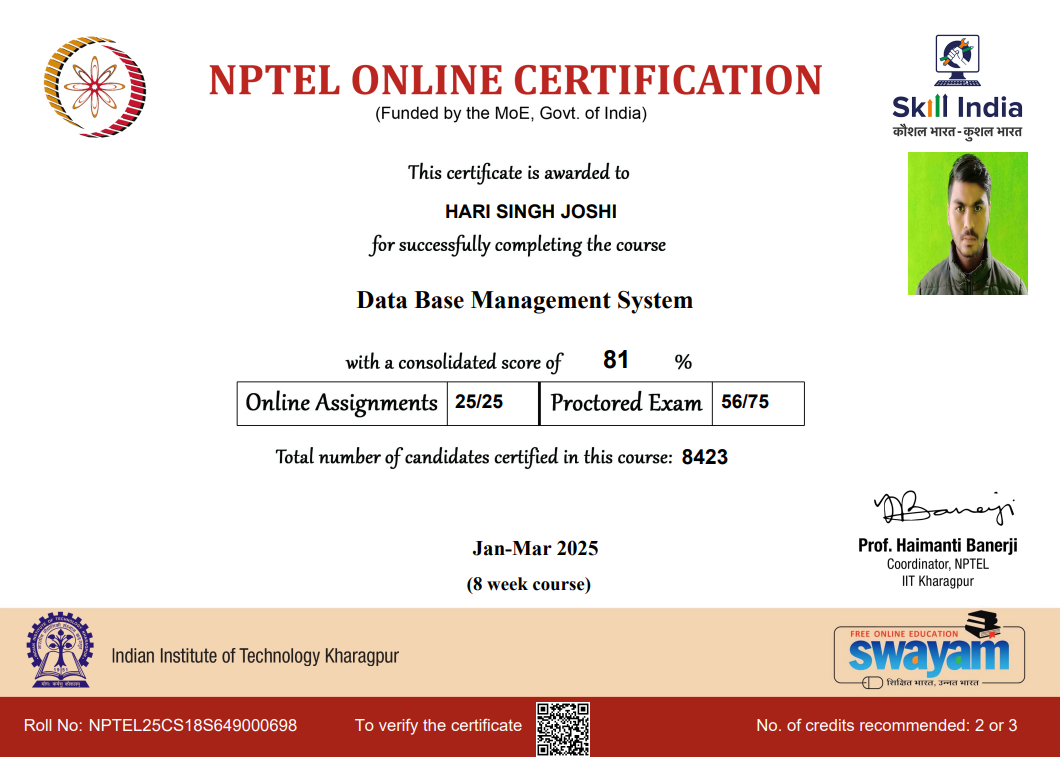 NPTEL ONLINE CERTIFICATION
(Funded by the MoE, Govt. of India)
Skill India
कौशल भारत - कुशल भारत
This certificate is awarded to
HARI SINGH JOSHI
for successfully completing the course
Data Base Management System
with a consolidated score of 81 %
Online Assignments 25/25 Proctored Exam 56/75
Total number of candidates certified in this course: 8423
Banerji
Prof. Haimanti Banerji
Coordinator, NPTEL
IIT Kharagpur
Jan-Mar 2025
(8 week course)
Indian Institute of Technology Kharagpur
FREE ONLINE EDUCATION
swayam
शिक्षित भारत, उन्नत भारत
Roll No: NPTEL25CS18S649000698 To verify the certificate No. of credits recommended: 2 or 3